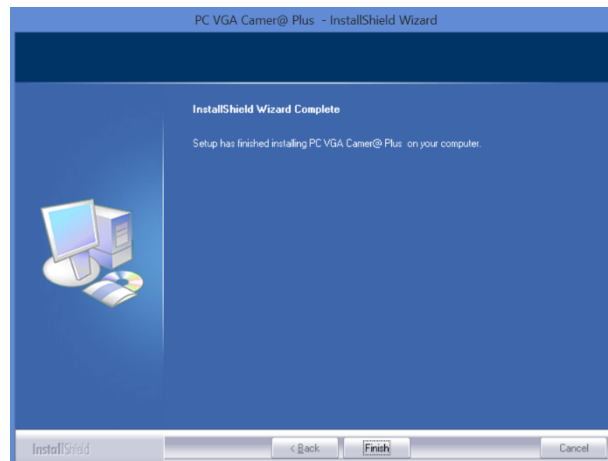 PC VGA Camer@ Plus - InstallShield Wizard
InstallShield Wizard Complete
Setup has finished installing PC VGA Camer@ Plus on your computer.
InstallShield
< Back
Finish
Cancel